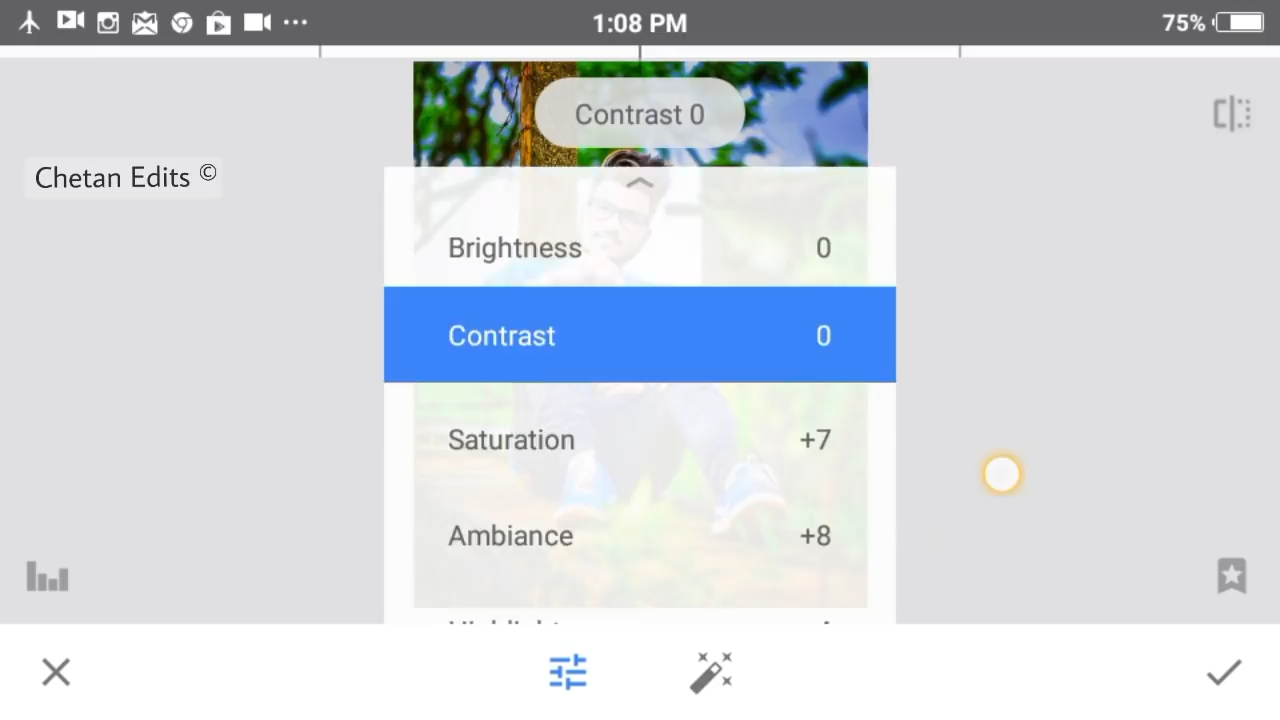 1:08 PM
75%
Contrast 0
Chetan Edits ©
Brightness 0
Contrast 0
Saturation +7
Ambiance +8